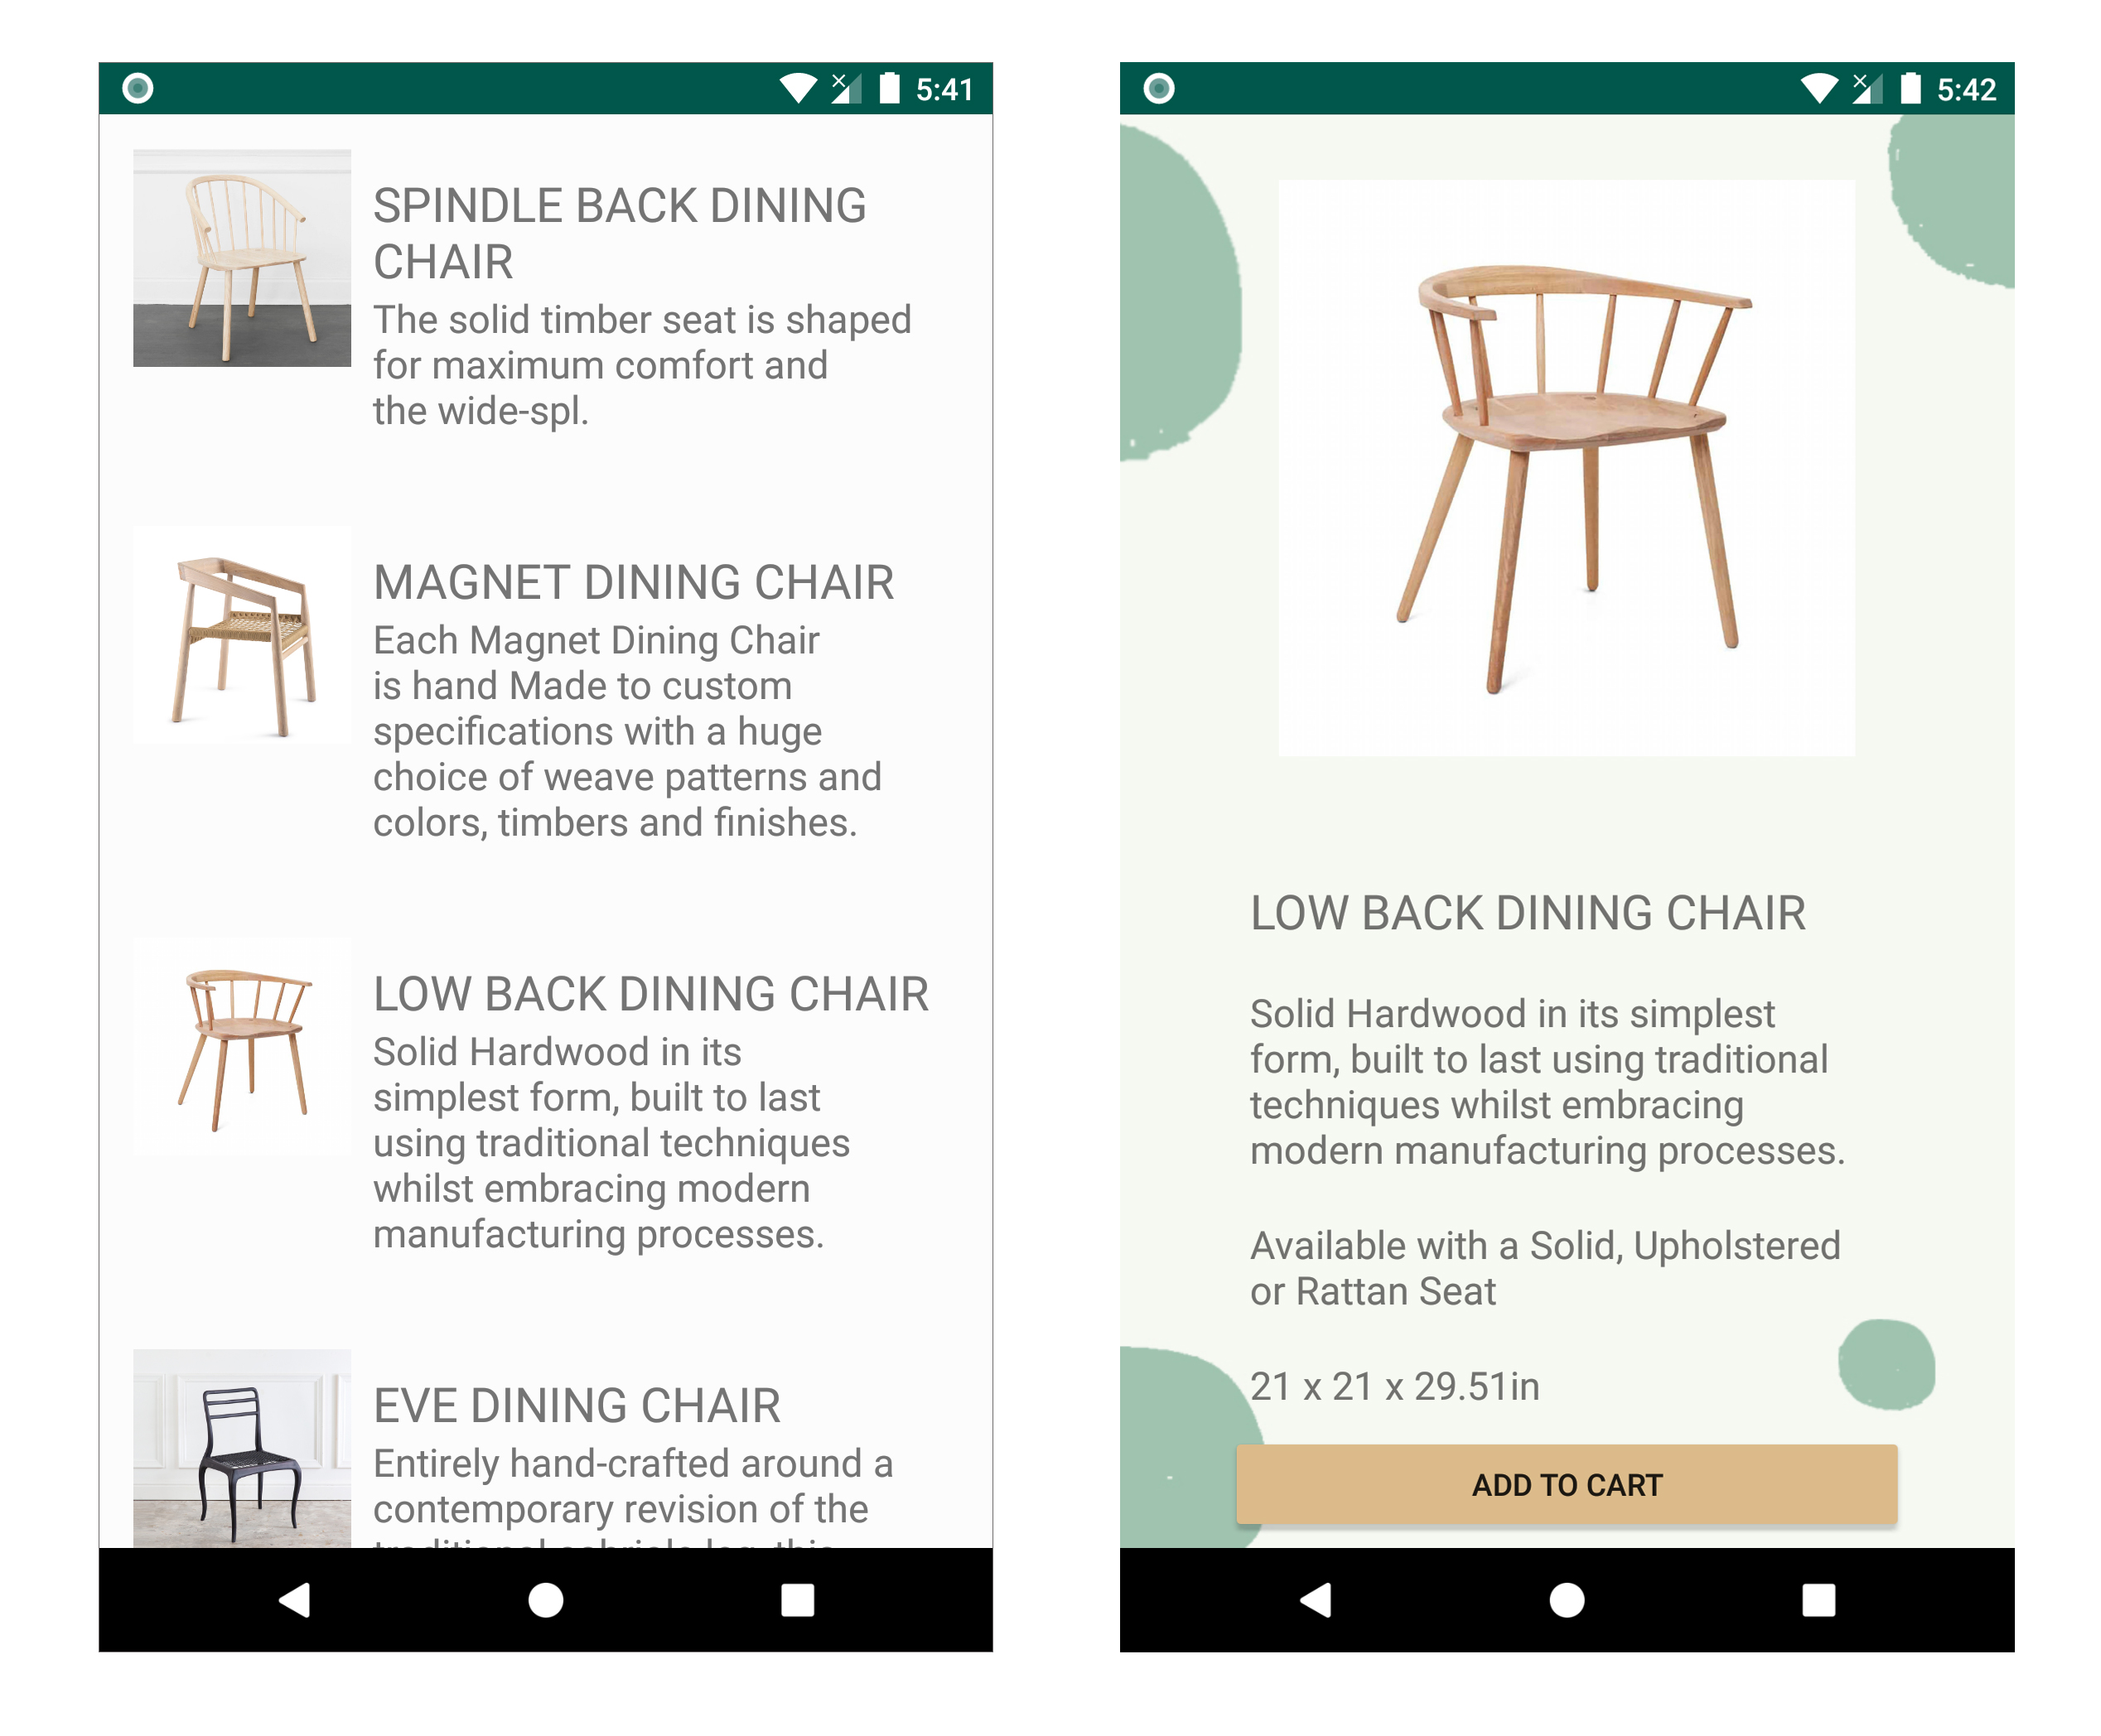 5:41
SPINDLE BACK DINING
CHAIR
The solid timber seat is shaped
for maximum comfort and
the wide-spl.
MAGNET DINING CHAIR
Each Magnet Dining Chair
is hand Made to custom
specifications with a huge
choice of weave patterns and
colors, timbers and finishes.
LOW BACK DINING CHAIR
Solid Hardwood in its
simplest form, built to last
using traditional techniques
whilst embracing modern
manufacturing processes.
EVE DINING CHAIR
Entirely hand-crafted around a
contemporary revision of the
5:42
LOW BACK DINING CHAIR
Solid Hardwood in its simplest
form, built to last using traditional
techniques whilst embracing
modern manufacturing processes.
Available with a Solid, Upholstered
or Rattan Seat
21 x 21 x 29.51in
ADD TO CART